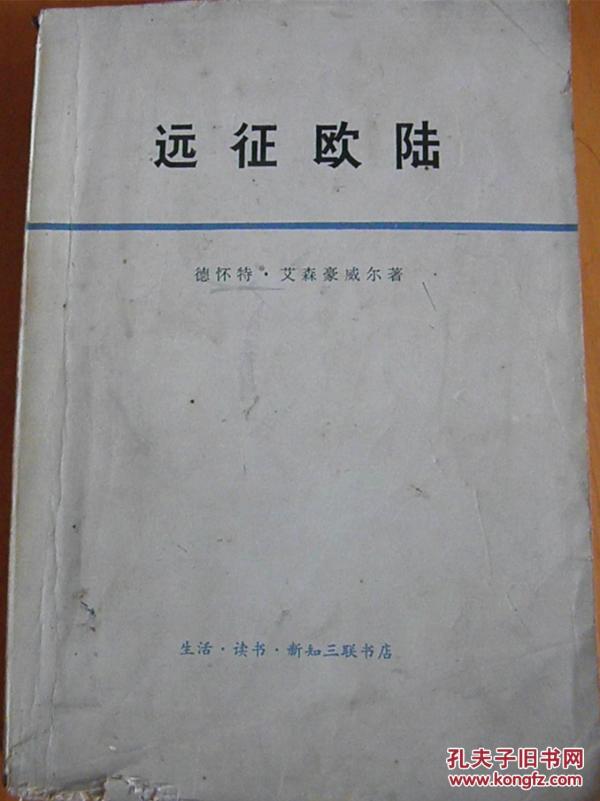 远征欧陆
德怀特·艾森豪威尔著
生活·读书·新知三联书店
孔夫子旧书网
www.kongfz.com